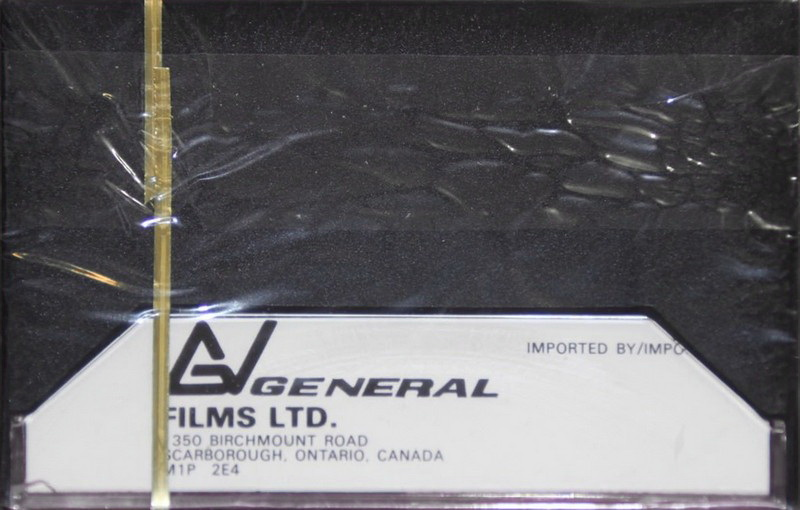 IMPORTED BY/IMPO
GENERAL
FILMS LTD.
350 BIRCHMOUNT ROAD
SCARBOROUGH, ONTARIO, CANADA
M1P 2E4